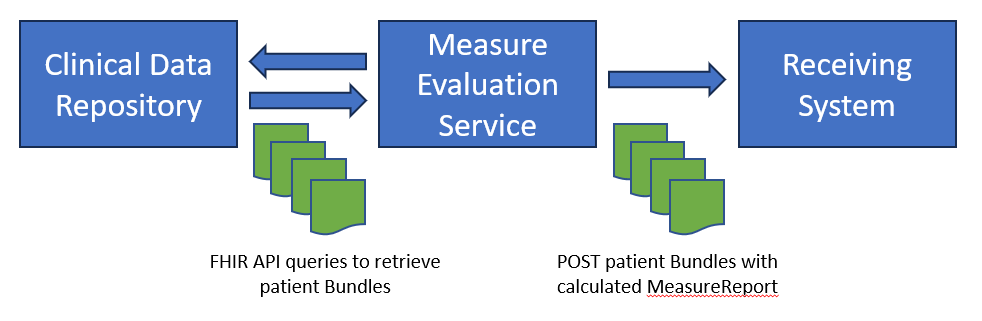 Clinical Data
Repository
Measure
Evaluation
Service
Receiving
System
FHIR API queries to retrieve
patient Bundles
POST patient Bundles with
calculated MeasureReport